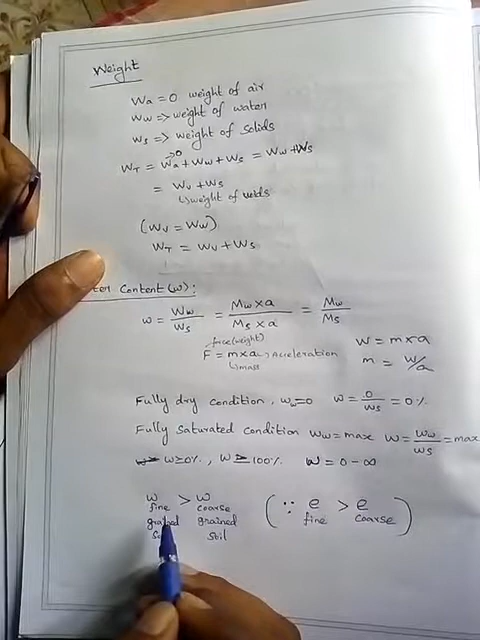 Weight
Wa = 0 weight of air
Ww => weight of water
Ws => weight of solids
WT = Wa→0 + Ww + Ws = Ww + Ws
= Wv + Ws
↳ weight of voids
(Wv = Ww)
WT = Wv + Ws
ter Content (w):
w = Ww/Ws = Mw×a/Ms×a = Mw/Ms
force (weight)
F = m×a → Acceleration
↳ mass
W = m×a
m = W/a
Fully dry condition, Ww=0 W = 0/Ws = 0%
Fully Saturated condition Ww = max W = Ww/Ws = max
W≥0%, W ≥ 100%. W = 0 - ∞
w fine grained > w coarse grained soil (∵ e fine > e coarse)